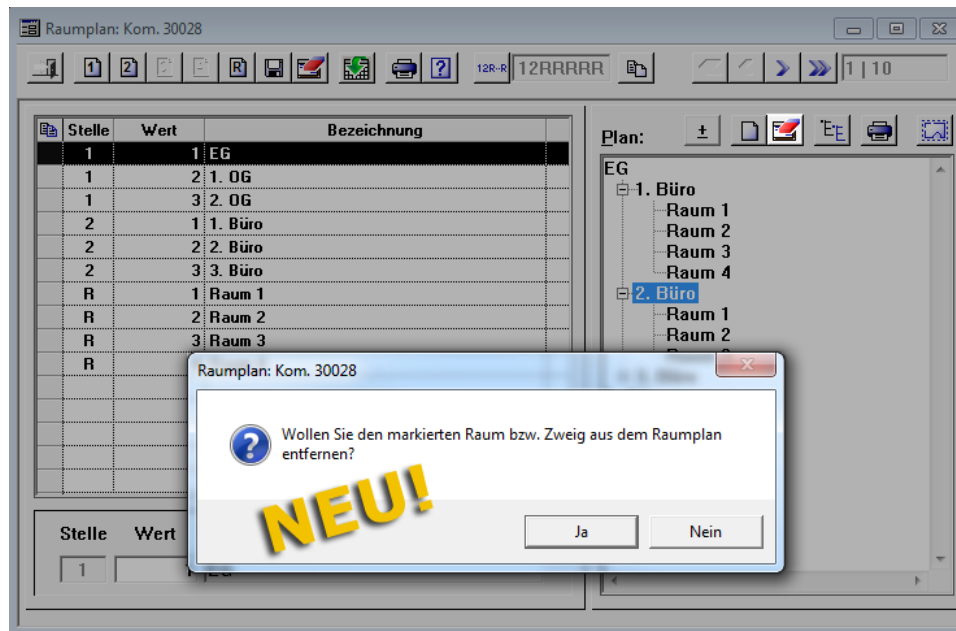 Raumplan: Kom. 30028
1 2 R ? 12R-R 12RRRRR 1 | 10
Stelle Wert Bezeichnung
1 1 EG
1 2 1. OG
1 3 2. OG
2 1 1. Büro
2 2 2. Büro
2 3 3. Büro
R 1 Raum 1
R 2 Raum 2
R 3 Raum 3
R
Plan: ±
EG
1. Büro
Raum 1
Raum 2
Raum 3
Raum 4
2. Büro
Raum 1
Raum 2
Raumplan: Kom. 30028
Wollen Sie den markierten Raum bzw. Zweig aus dem Raumplan
entfernen?
NEU!
Ja Nein
Stelle Wert
1 1 EG